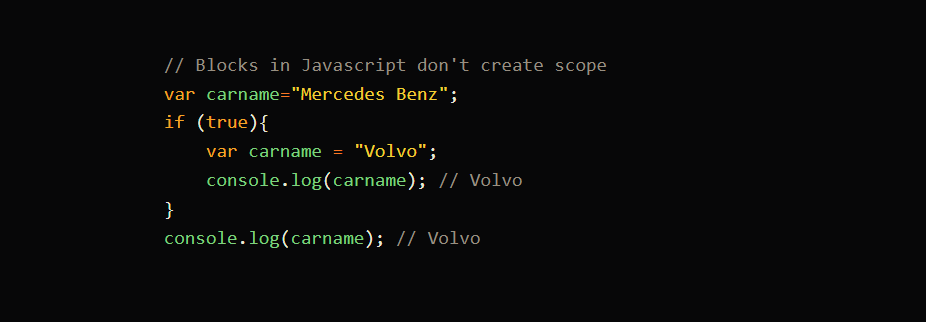 // Blocks in Javascript don't create scope
var carname="Mercedes Benz";
if (true){
    var carname = "Volvo";
    console.log(carname); // Volvo
}
console.log(carname); // Volvo